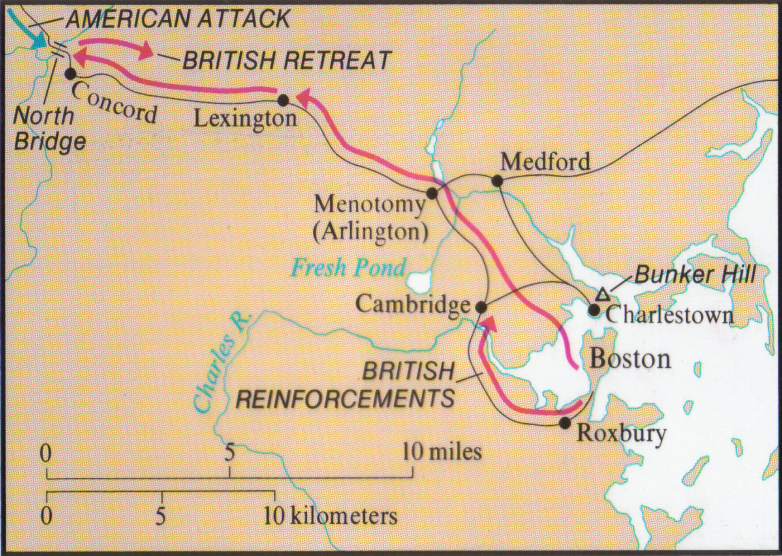 AMERICAN ATTACK
BRITISH RETREAT
North
Bridge
Concord
Lexington
Medford
Menotomy
(Arlington)
Fresh Pond
Bunker Hill
Cambridge
Charlestown
Charles R.
BRITISH
REINFORCEMENTS
Boston
Roxbury
0 5 10 miles
0 5 10 kilometers